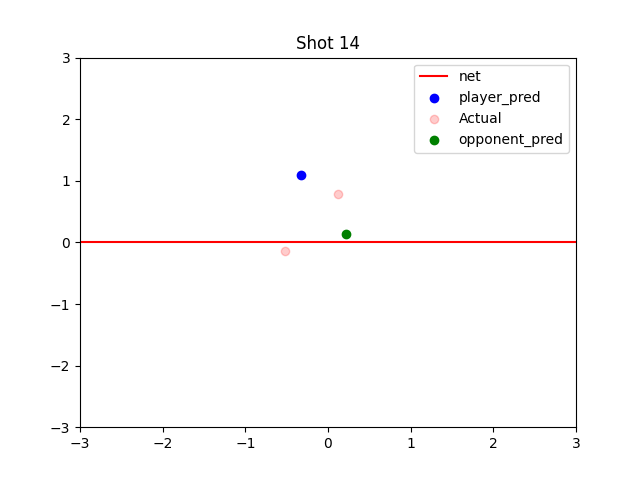 Shot 14
net
player_pred
Actual
opponent_pred
3
2
1
0
−1
−2
−3
−3 −2 −1 0 1 2 3